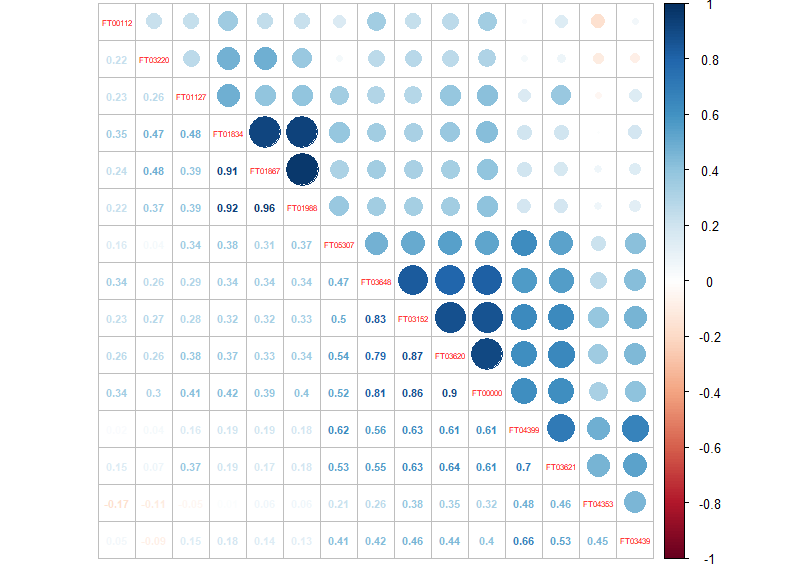 FT00112
0.22 FT03220
0.23 0.26 FT01127
0.35 0.47 0.48 FT01834
0.24 0.48 0.39 0.91 FT01867
0.22 0.37 0.39 0.92 0.96 FT01988
0.16 0.34 0.38 0.31 0.37 FT05307
0.34 0.26 0.29 0.34 0.34 0.34 0.47 FT03648
0.23 0.27 0.28 0.32 0.32 0.33 0.5 0.83 FT03152
0.26 0.26 0.38 0.37 0.33 0.34 0.54 0.79 0.87 FT03620
0.34 0.3 0.41 0.42 0.39 0.4 0.52 0.81 0.86 0.9 FT00000
0.16 0.19 0.19 0.18 0.62 0.56 0.63 0.61 0.61 FT04399
0.15 0.07 0.37 0.19 0.17 0.18 0.53 0.55 0.63 0.64 0.61 0.7 FT03621
-0.17 -0.11 0.21 0.26 0.38 0.35 0.32 0.48 0.46 FT04353
-0.09 0.15 0.18 0.14 0.13 0.41 0.42 0.46 0.44 0.4 0.66 0.53 0.45 FT03439
1
0.8
0.6
0.4
0.2
0
-0.2
-0.4
-0.6
-0.8
-1